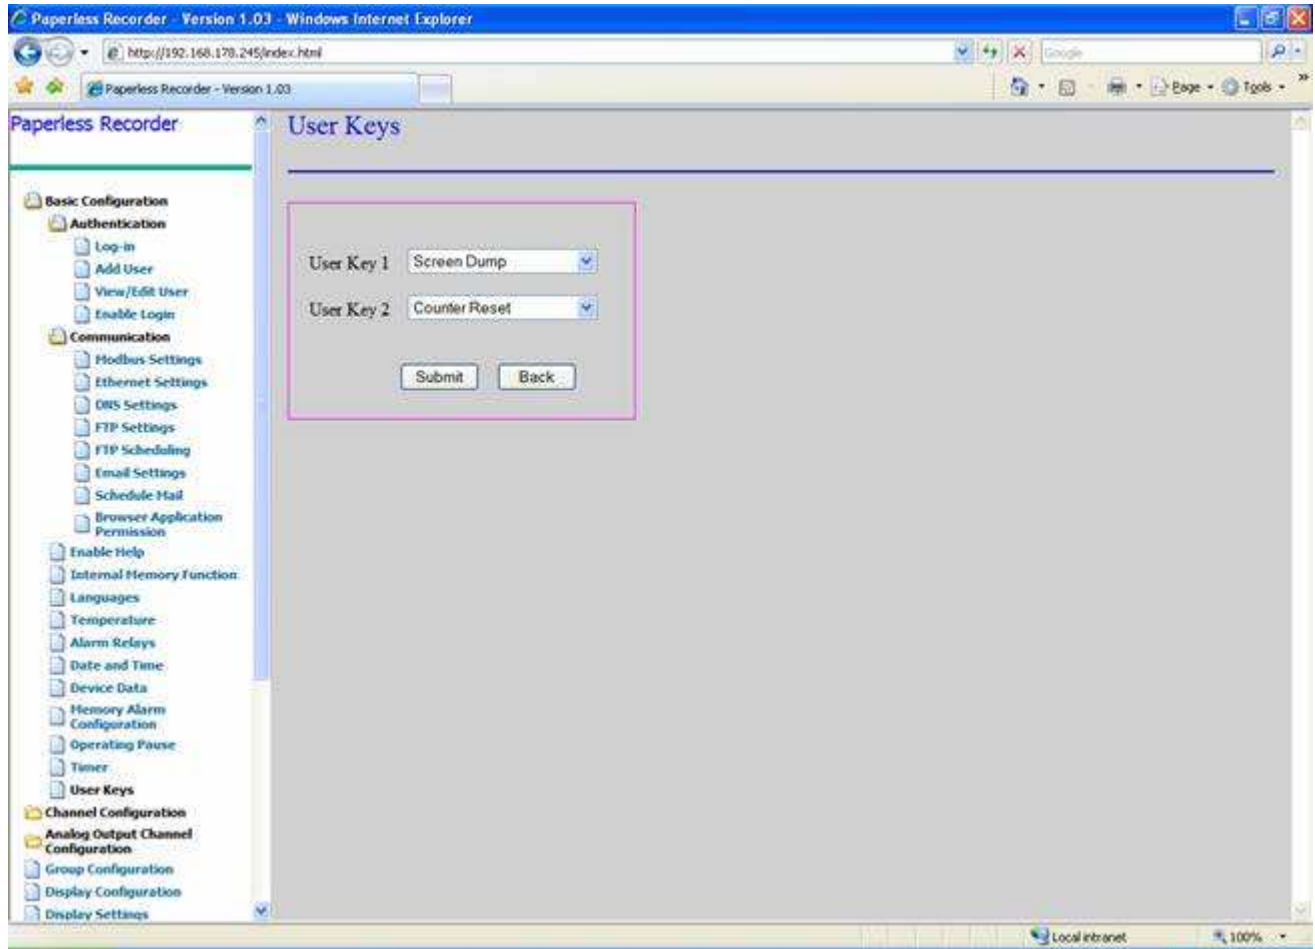 Paperless Recorder - Version 1.03 - Windows Internet Explorer
http://192.168.178.245/index.html
Google
Paperless Recorder - Version 1.03
Page
Tools
Paperless Recorder
Basic Configuration
Authentication
Log-in
Add User
View/Edit User
Enable Login
Communication
Modbus Settings
Ethernet Settings
DNS Settings
FTP Settings
FTP Scheduling
Email Settings
Schedule Mail
Browser Application
Permission
Enable Help
Internal Memory Function
Languages
Temperature
Alarm Relays
Date and Time
Device Data
Memory Alarm
Configuration
Operating Pause
Timer
User Keys
Channel Configuration
Analog Output Channel
Configuration
Group Configuration
Display Configuration
Display Settings
User Keys
User Key 1 Screen Dump
User Key 2 Counter Reset
Submit Back
Local intranet
100%